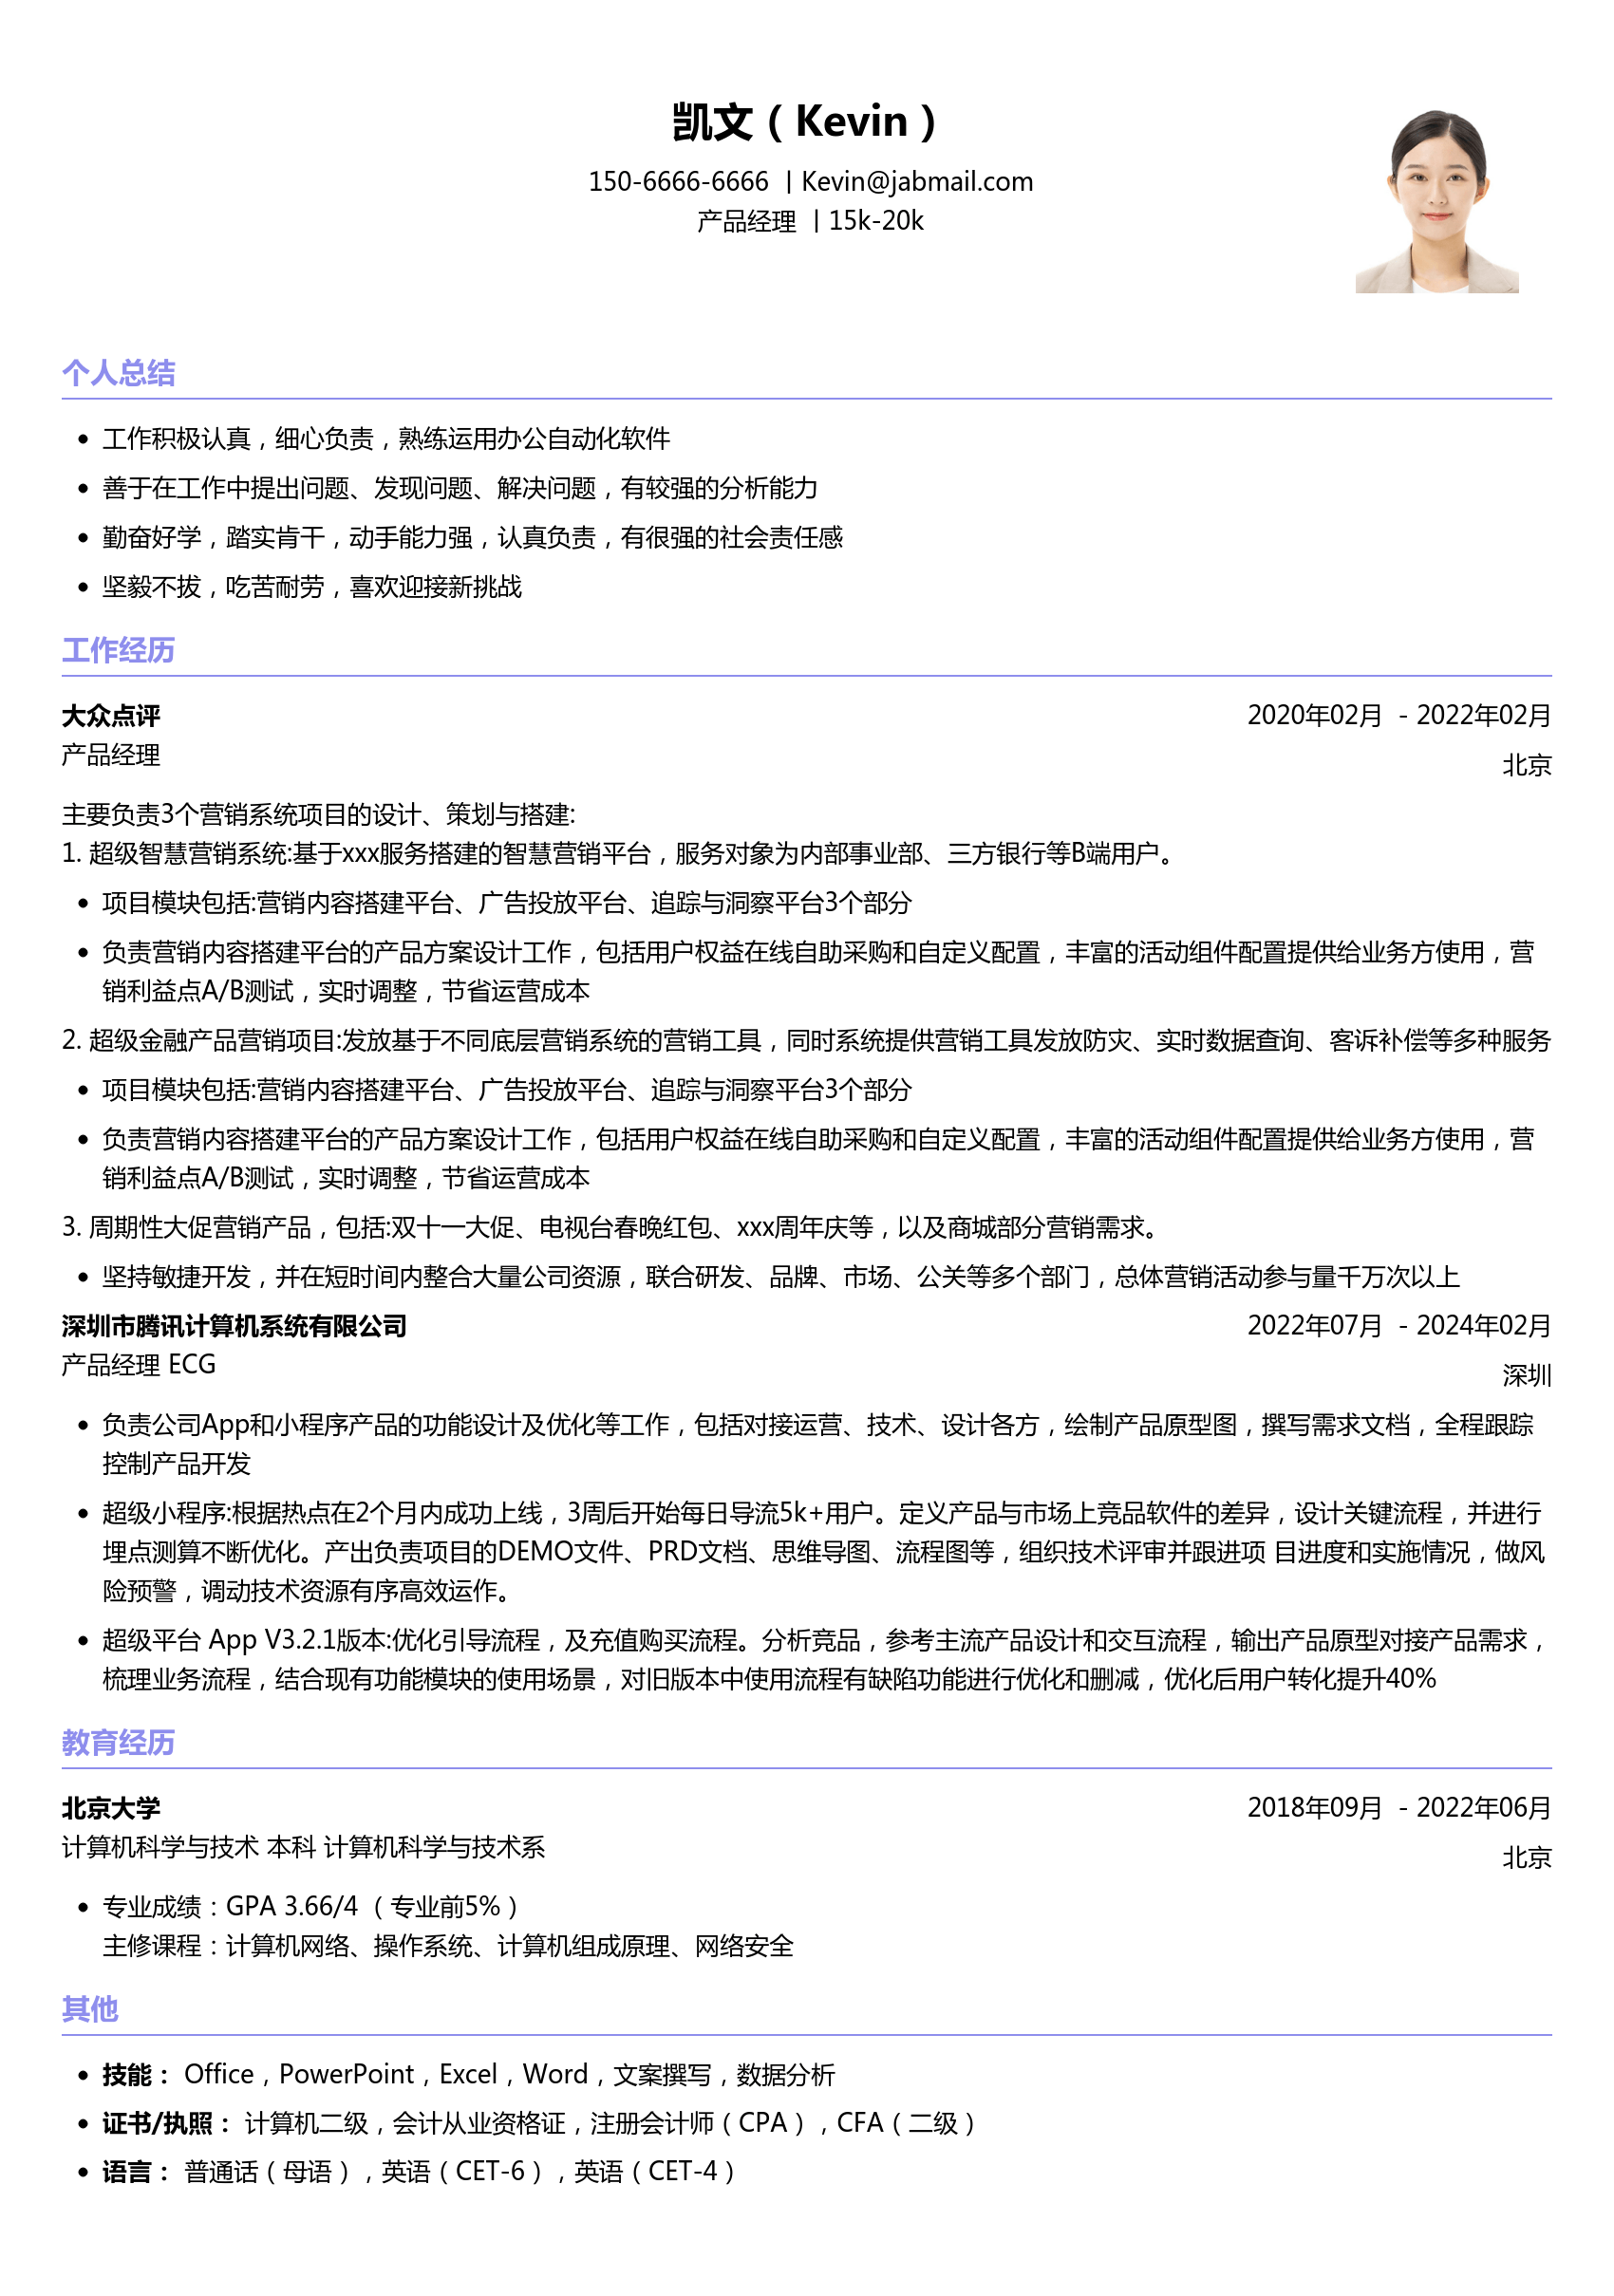 凯文（Kevin）
150-6666-6666 | Kevin@jabmail.com
产品经理 | 15k-20k
个人总结
• 工作积极认真，细心负责，熟练运用办公自动化软件
• 善于在工作中提出问题、发现问题、解决问题，有较强的分析能力
• 勤奋好学，踏实肯干，动手能力强，认真负责，有很强的社会责任感
• 坚毅不拔，吃苦耐劳，喜欢迎接新挑战
工作经历
大众点评 2020年02月 - 2022年02月
产品经理 北京
主要负责3个营销系统项目的设计、策划与搭建:
1. 超级智慧营销系统:基于xxx服务搭建的智慧营销平台，服务对象为内部事业部、三方银行等B端用户。
• 项目模块包括:营销内容搭建平台、广告投放平台、追踪与洞察平台3个部分
• 负责营销内容搭建平台的产品方案设计工作，包括用户权益在线自助采购和自定义配置，丰富的活动组件配置提供给业务方使用，营
销利益点A/B测试，实时调整，节省运营成本
2. 超级金融产品营销项目:发放基于不同底层营销系统的营销工具，同时系统提供营销工具发放防灾、实时数据查询、客诉补偿等多种服务
• 项目模块包括:营销内容搭建平台、广告投放平台、追踪与洞察平台3个部分
• 负责营销内容搭建平台的产品方案设计工作，包括用户权益在线自助采购和自定义配置，丰富的活动组件配置提供给业务方使用，营
销利益点A/B测试，实时调整，节省运营成本
3. 周期性大促营销产品，包括:双十一大促、电视台春晚红包、xxx周年庆等，以及商城部分营销需求。
• 坚持敏捷开发，并在短时间内整合大量公司资源，联合研发、品牌、市场、公关等多个部门，总体营销活动参与量千万次以上
深圳市腾讯计算机系统有限公司 2022年07月 - 2024年02月
产品经理 ECG 深圳
• 负责公司App和小程序产品的功能设计及优化等工作，包括对接运营、技术、设计各方，绘制产品原型图，撰写需求文档，全程跟踪
控制产品开发
• 超级小程序:根据热点在2个月内成功上线，3周后开始每日导流5k+用户。定义产品与市场上竞品软件的差异，设计关键流程，并进行
埋点测算不断优化。产出负责项目的DEMO文件、PRD文档、思维导图、流程图等，组织技术评审并跟进项 目进度和实施情况，做风
险预警，调动技术资源有序高效运作。
• 超级平台 App V3.2.1版本:优化引导流程，及充值购买流程。分析竞品，参考主流产品设计和交互流程，输出产品原型对接产品需求，
梳理业务流程，结合现有功能模块的使用场景，对旧版本中使用流程有缺陷功能进行优化和删减，优化后用户转化提升40%
教育经历
北京大学 2018年09月 - 2022年06月
计算机科学与技术 本科 计算机科学与技术系 北京
• 专业成绩：GPA 3.66/4 （专业前5%）
主修课程：计算机网络、操作系统、计算机组成原理、网络安全
其他
• 技能： Office，PowerPoint，Excel，Word，文案撰写，数据分析
• 证书/执照： 计算机二级，会计从业资格证，注册会计师（CPA），CFA（二级）
• 语言： 普通话（母语），英语（CET-6），英语（CET-4）